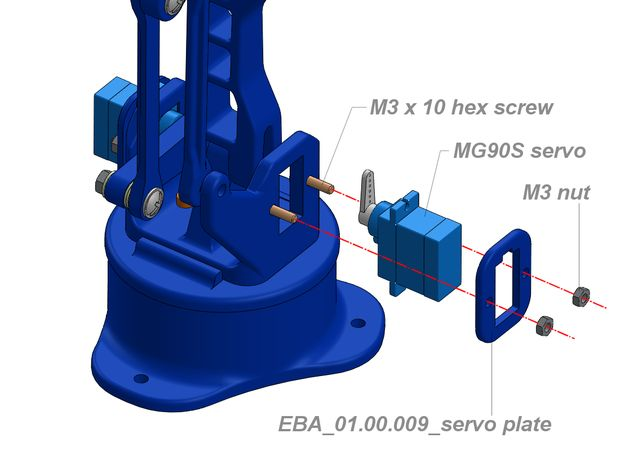 M3 x 10 hex screw
MG90S servo
M3 nut
EBA_01.00.009_servo plate